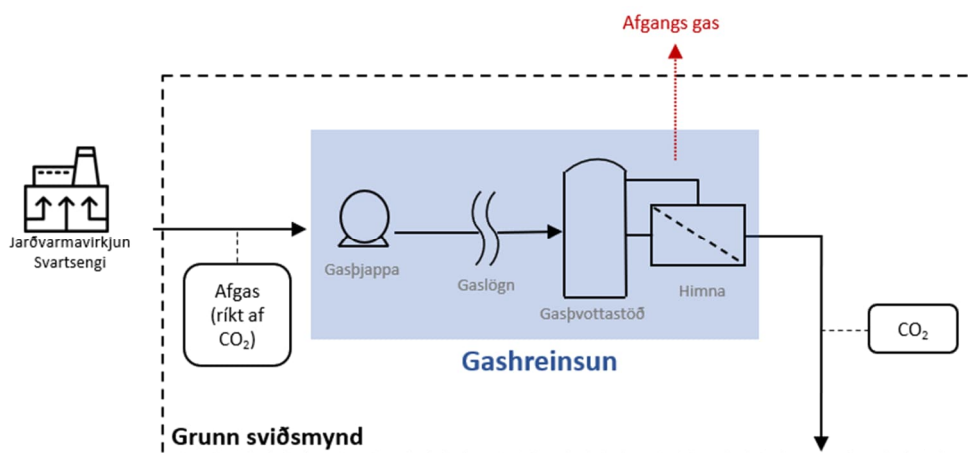 Afgangs gas
Jarðvarmavirkjun
Svartsengi
Afgas
(ríkt af
CO₂)
Gasþjappa
Gaslögn
Gasþvottastöð
Himna
CO₂
Gashreinsun
Grunn sviðsmynd